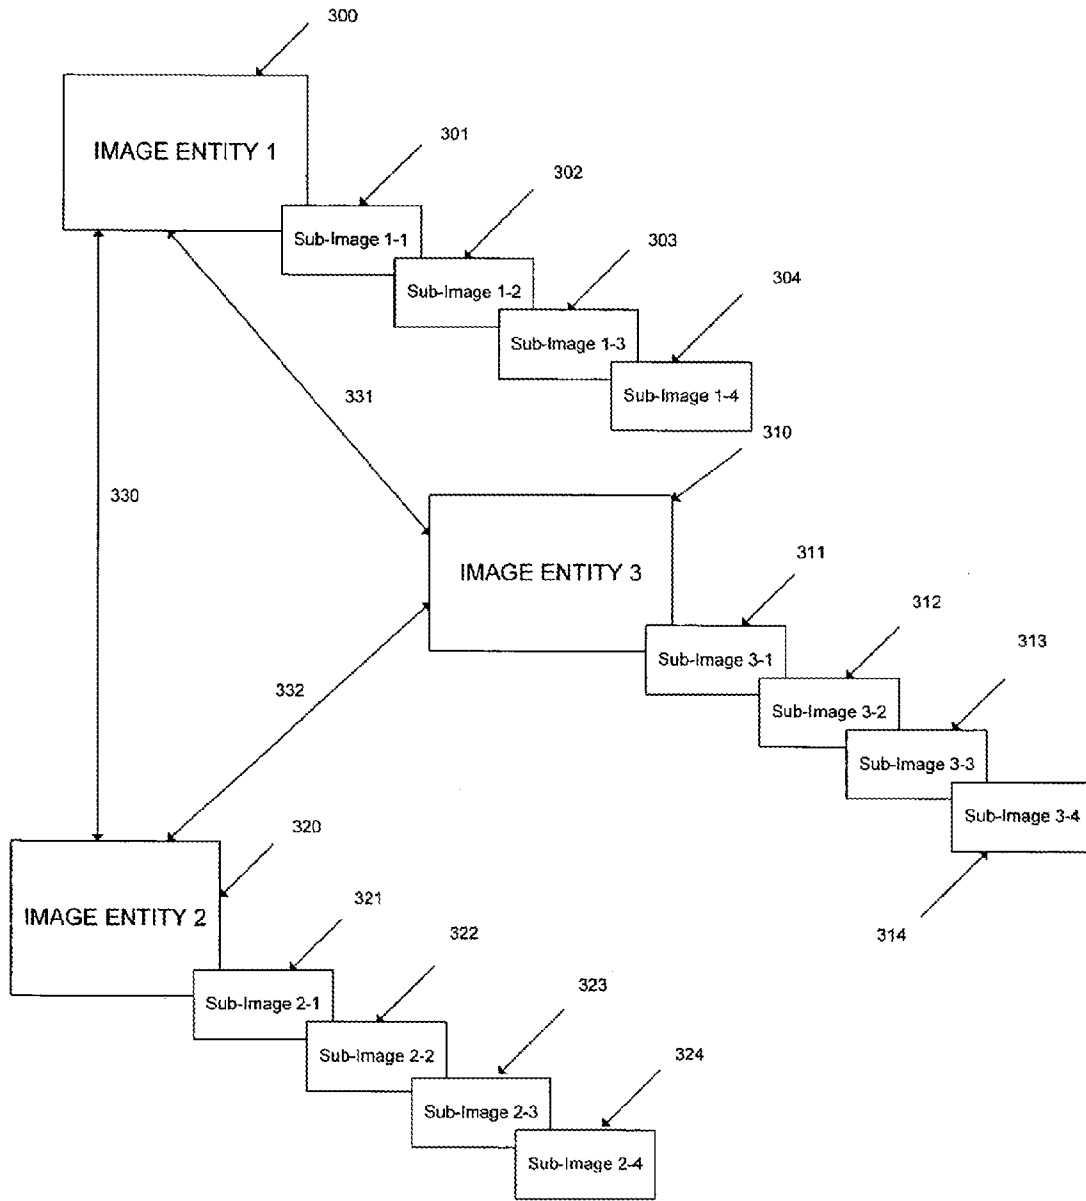 300
IMAGE ENTITY 1
301
Sub-Image 1-1
302
Sub-Image 1-2
303
Sub-Image 1-3
304
Sub-Image 1-4
331
330
310
IMAGE ENTITY 3
311
Sub-Image 3-1
312
Sub-Image 3-2
313
Sub-Image 3-3
Sub-Image 3-4
314
332
320
IMAGE ENTITY 2
321
Sub-Image 2-1
322
Sub-Image 2-2
323
Sub-Image 2-3
324
Sub-Image 2-4